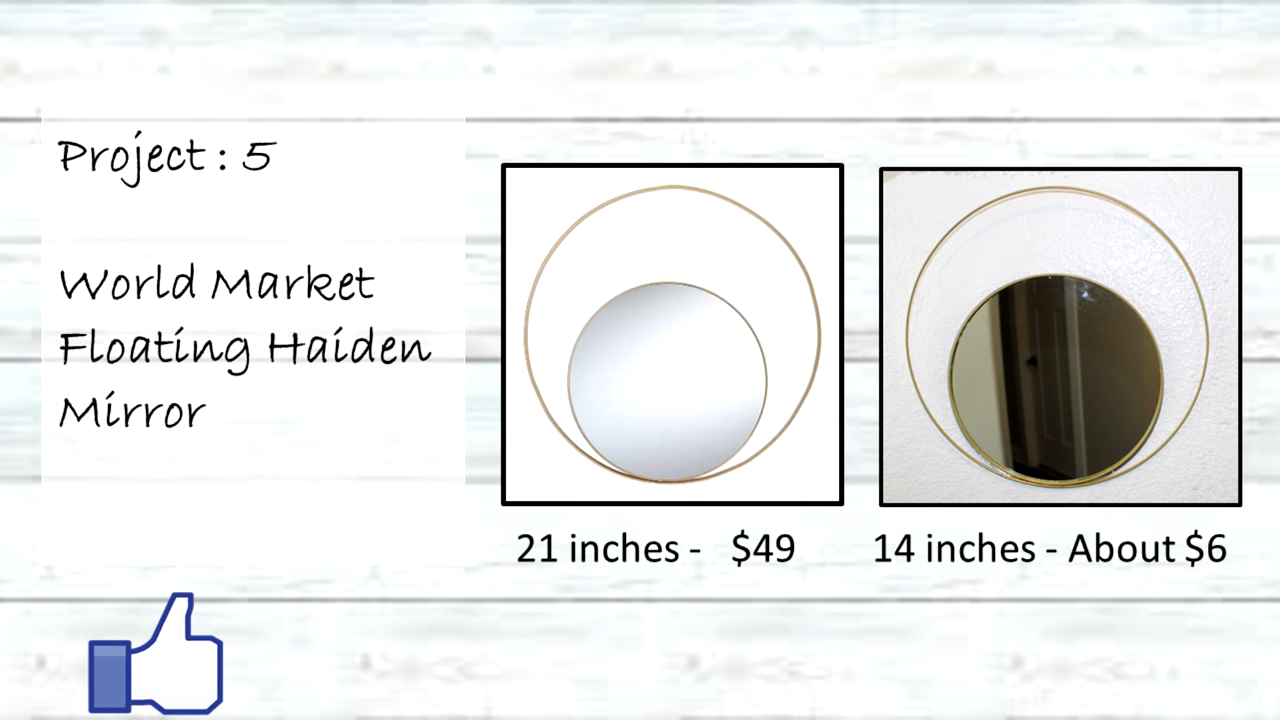 Project : 5
World Market
Floating Haiden
Mirror
21 inches - $49
14 inches - About $6